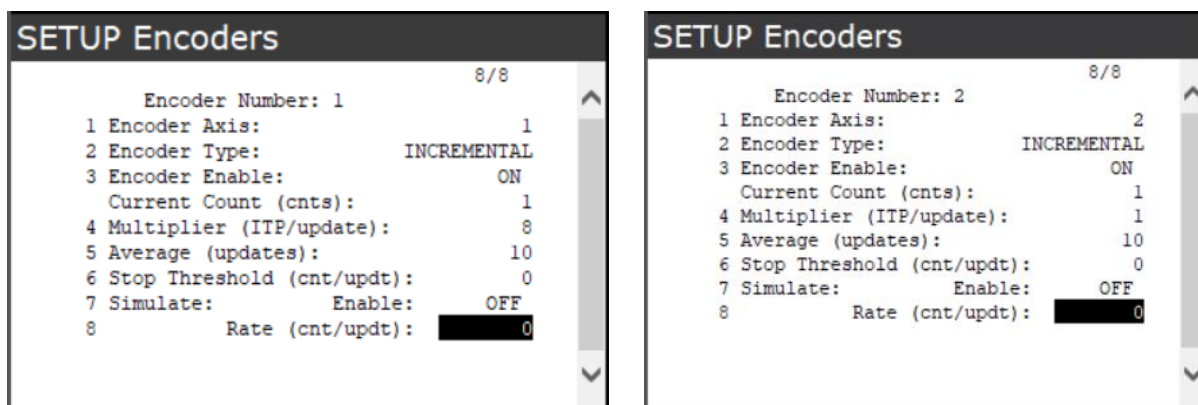 SETUP Encoders
8/8
Encoder Number: 1
1 Encoder Axis: 1
2 Encoder Type: INCREMENTAL
3 Encoder Enable: ON
Current Count (cnts): 1
4 Multiplier (ITP/update): 8
5 Average (updates): 10
6 Stop Threshold (cnt/updt): 0
7 Simulate: Enable: OFF
8 Rate (cnt/updt): 0
SETUP Encoders
8/8
Encoder Number: 2
1 Encoder Axis: 2
2 Encoder Type: INCREMENTAL
3 Encoder Enable: ON
Current Count (cnts): 1
4 Multiplier (ITP/update): 1
5 Average (updates): 10
6 Stop Threshold (cnt/updt): 0
7 Simulate: Enable: OFF
8 Rate (cnt/updt): 0